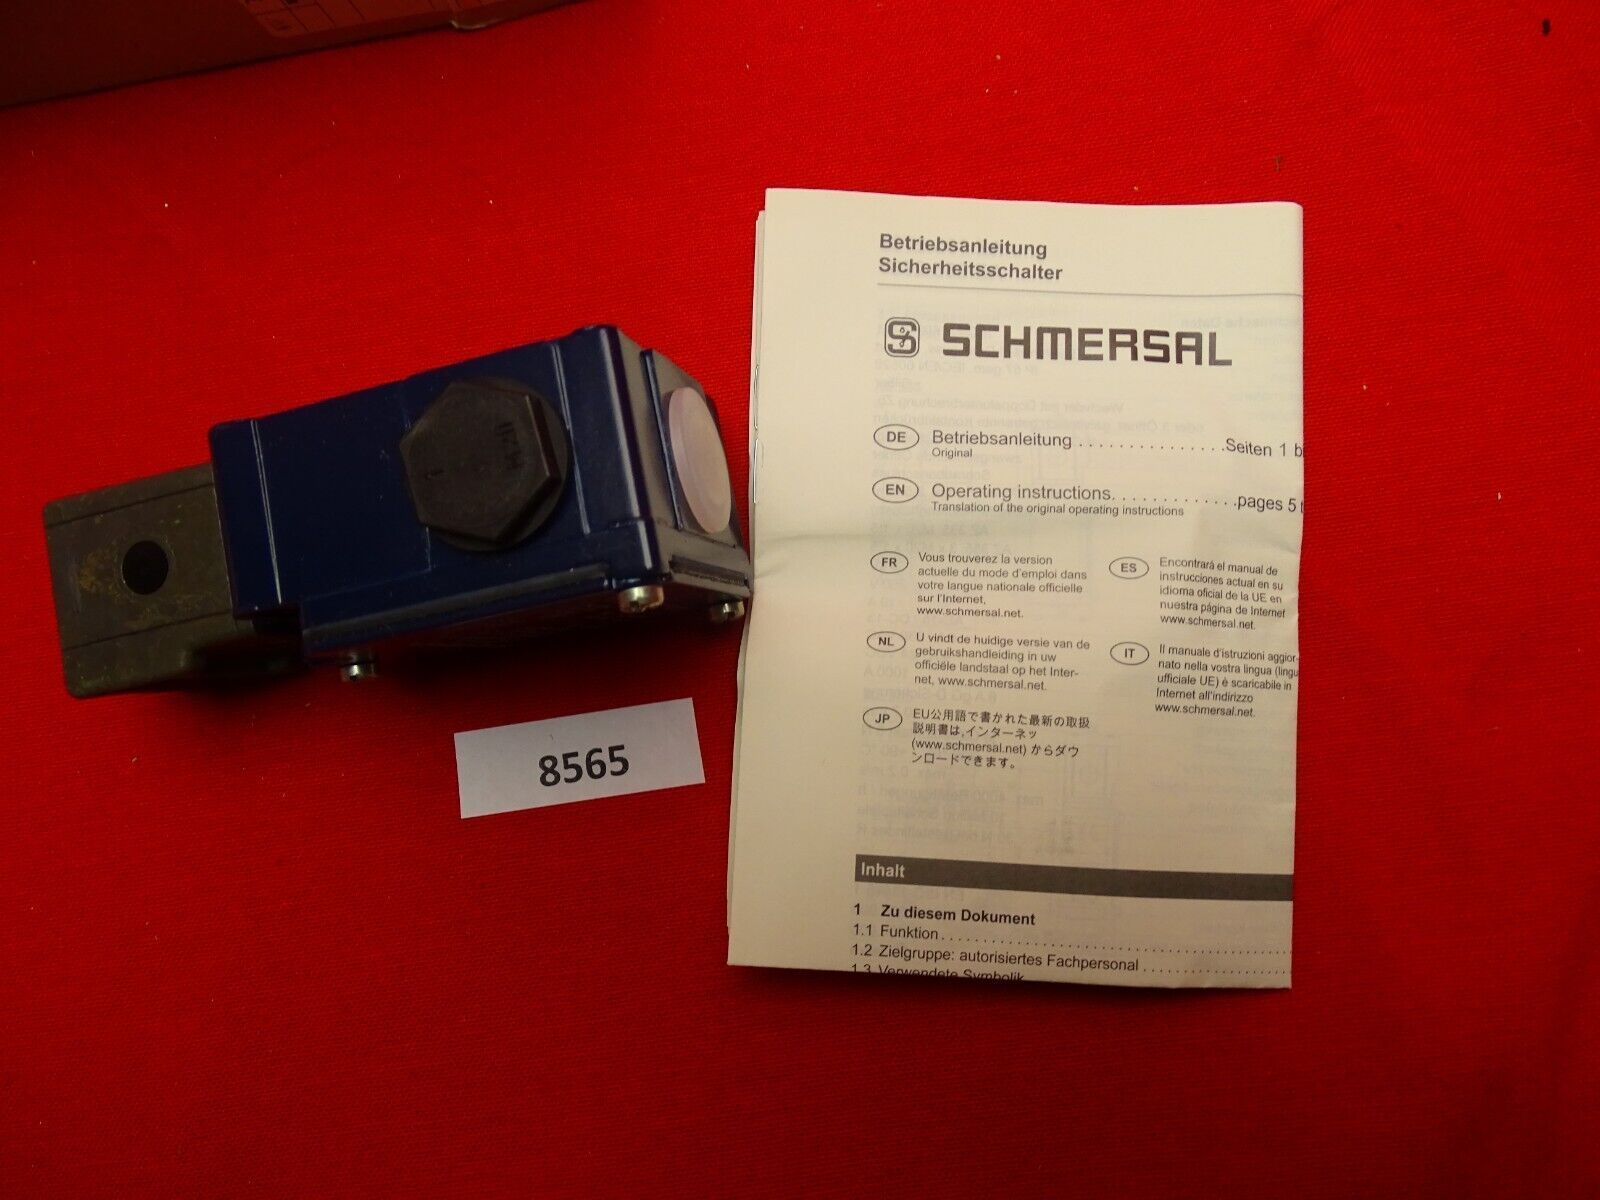 M20
1
8565
Betriebsanleitung
Sicherheitsschalter
SCHMERSAL
DE Betriebsanleitung . . . . . . . . . . . . . . Seiten 1 b
Original
EN Operating instructions. . . . . . . . . . . . . pages 5 t
Translation of the original operating instructions
FR Vous trouverez la version
actuelle du mode d'emploi dans
votre langue nationale officielle
sur l'Internet,
www.schmersal.net.
ES Encontrará el manual de
instrucciones actual en su
idioma oficial de la UE en
nuestra página de Internet
www.schmersal.net.
NL U vindt de huidige versie van de
gebruikshandleiding in uw
officiële landstaal op het Inter-
net, www.schmersal.net.
IT Il manuale d'istruzioni aggior-
nato nella vostra lingua (lingu
ufficiale UE) è scaricabile in
Internet all'indirizzo
www.schmersal.net.
JP EU公用語で書かれた最新の取扱
説明書は,インターネッ
(www.schmersal.net) からダウ
ンロードできます。
Inhalt
1 Zu diesem Dokument
1.1 Funktion . . . . . . . . . . . . . . . . . . . . . . . . . . . .
1.2 Zielgruppe: autorisiertes Fachpersonal . . . . . . . . . . . .
1.3 Verwendete Symbolik